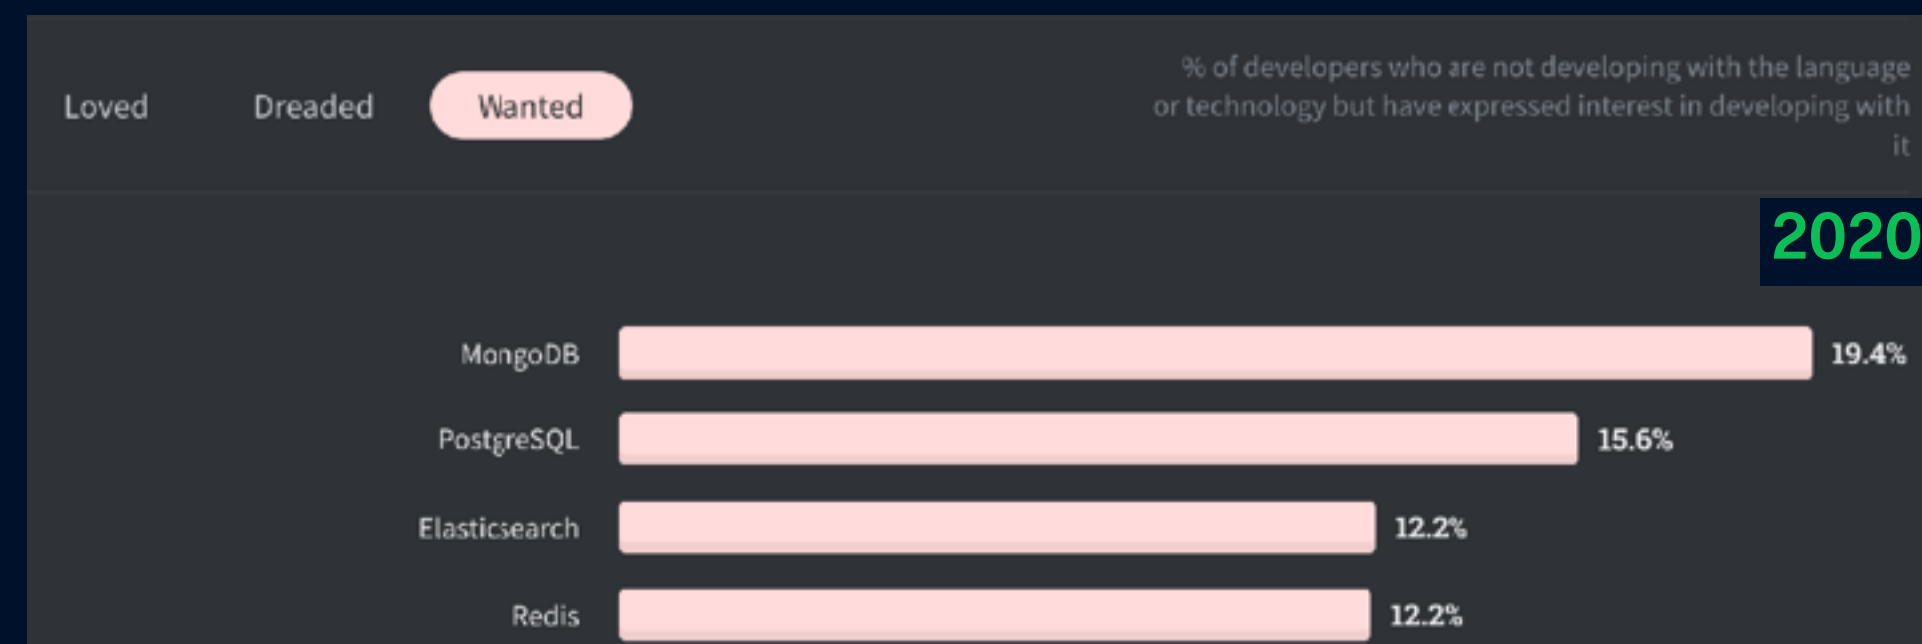 Loved Dreaded Wanted
% of developers who are not developing with the language
or technology but have expressed interest in developing with
it
2020
MongoDB 19.4%
PostgreSQL 15.6%
Elasticsearch 12.2%
Redis 12.2%